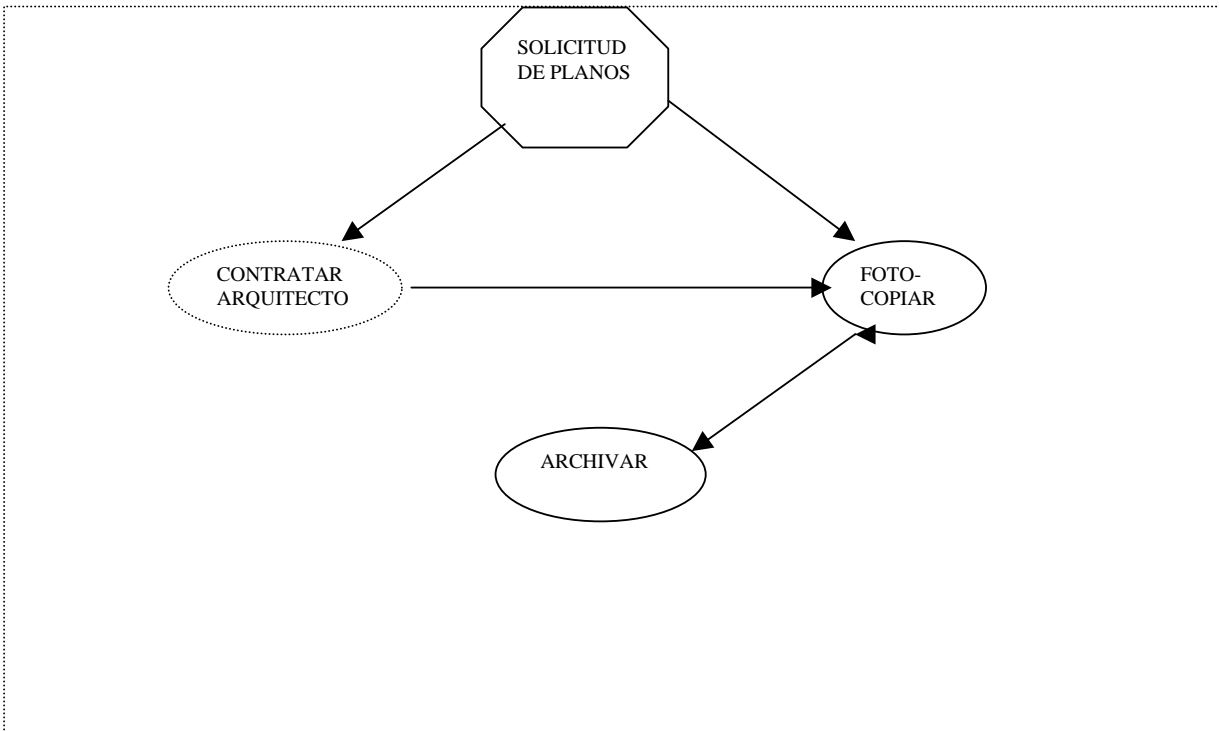 SOLICITUD
DE PLANOS
CONTRATAR
ARQUITECTO
FOTO-
COPIAR
ARCHIVAR